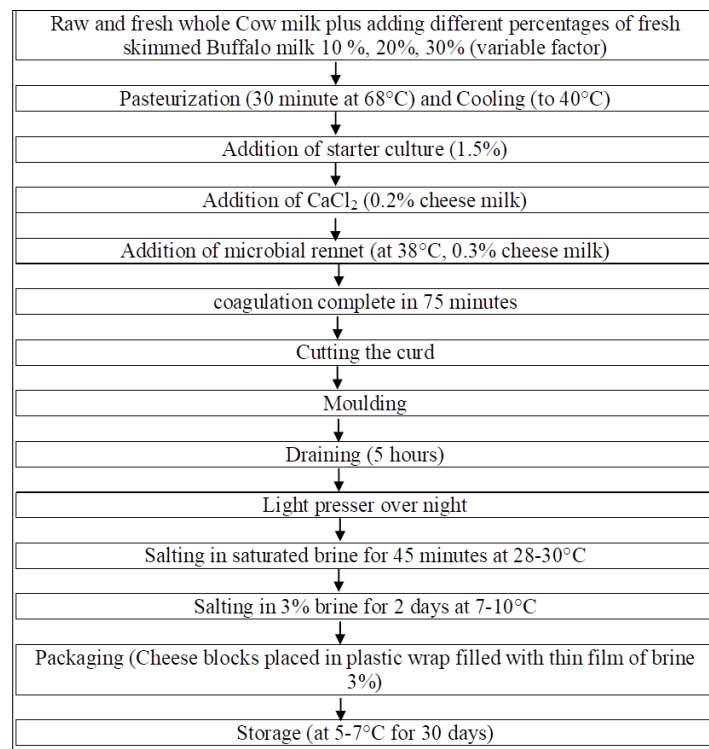 Raw and fresh whole Cow milk plus adding different percentages of fresh
skimmed Buffalo milk 10 %, 20%, 30% (variable factor)
Pasteurization (30 minute at 68°C) and Cooling (to 40°C)
Addition of starter culture (1.5%)
Addition of CaCl₂ (0.2% cheese milk)
Addition of microbial rennet (at 38°C, 0.3% cheese milk)
coagulation complete in 75 minutes
Cutting the curd
Moulding
Draining (5 hours)
Light presser over night
Salting in saturated brine for 45 minutes at 28-30°C
Salting in 3% brine for 2 days at 7-10°C
Packaging (Cheese blocks placed in plastic wrap filled with thin film of brine
3%)
Storage (at 5-7°C for 30 days)